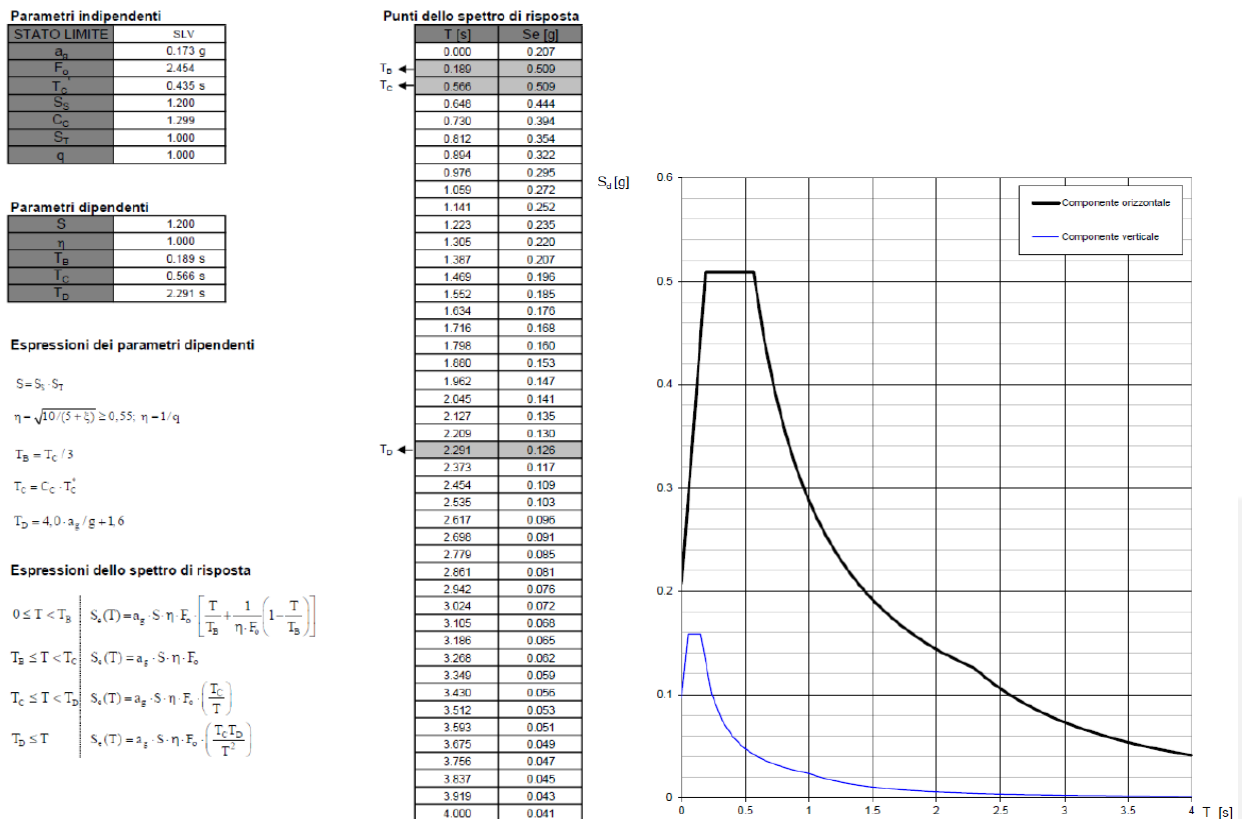 Parametri indipendenti
STATO LIMITE SLV
ag 0.173 g
Fo 2.454
TC* 0.435 s
SS 1.200
CC 1.299
ST 1.000
q 1.000
Parametri dipendenti
S 1.200
η 1.000
TB 0.189 s
TC 0.566 s
TD 2.291 s
Espressioni dei parametri dipendenti
S = SS · ST
η = √10/(5 + ξ) ≥ 0,55; η = 1/q
TB = TC / 3
TC = CC · TC*
TD = 4,0 · ag / g + 1,6
Espressioni dello spettro di risposta
0 ≤ T < TB Se(T) = ag · S · η · Fo · [T/TB + 1/(η · Fo) (1 − T/TB)]
TB ≤ T < TC Se(T) = ag · S · η · Fo
TC ≤ T < TD Se(T) = ag · S · η · Fo · (TC/T)
TD ≤ T Se(T) = ag · S · η · Fo · (TC TD/T²)
Punti dello spettro di risposta
T [s] Se [g]
0.000 0.207
TB 0.189 0.509
TC 0.566 0.509
0.648 0.444
0.730 0.394
0.812 0.354
0.894 0.322
0.976 0.295
1.059 0.272
1.141 0.252
1.223 0.235
1.305 0.220
1.387 0.207
1.469 0.196
1.552 0.185
1.634 0.176
1.716 0.168
1.798 0.160
1.880 0.153
1.962 0.147
2.045 0.141
2.127 0.135
2.209 0.130
TD 2.291 0.126
2.373 0.117
2.454 0.109
2.535 0.103
2.617 0.096
2.698 0.091
2.779 0.085
2.861 0.081
2.942 0.076
3.024 0.072
3.105 0.068
3.186 0.065
3.268 0.062
3.349 0.059
3.430 0.056
3.512 0.053
3.593 0.051
3.675 0.049
3.756 0.047
3.837 0.045
3.919 0.043
4.000 0.041
Sd [g]
Componente orizzontale
Componente verticale
0.6
0.5
0.4
0.3
0.2
0.1
0
0 0.5 1 1.5 2 2.5 3 3.5 4 T [s]